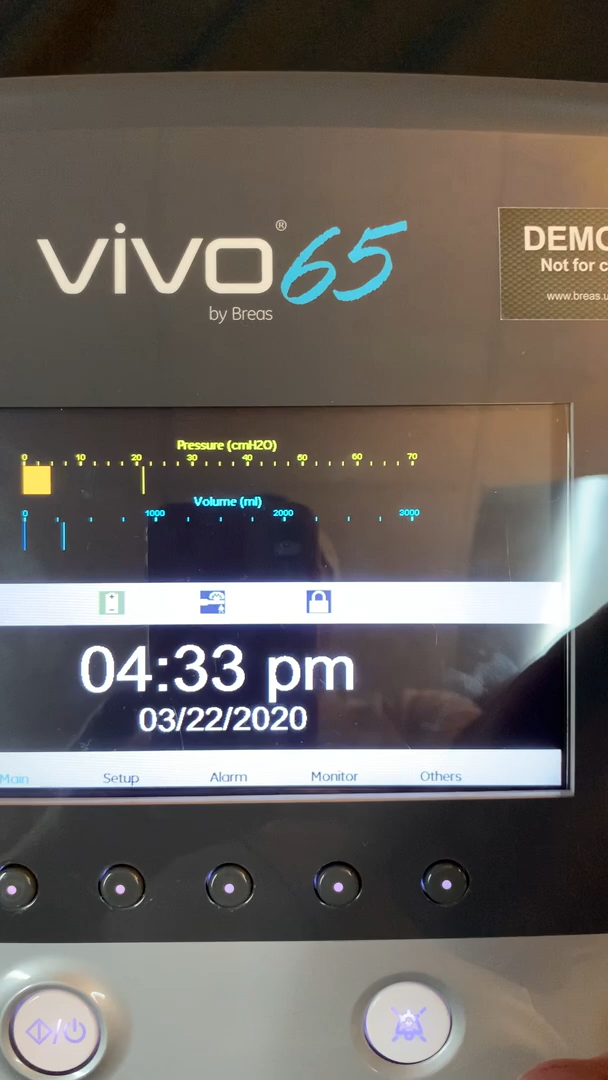 vivo® 65
by Breas
DEMO
Not for c
www.breas.u
Pressure (cmH2O)
0 10 20 30 40 50 60 70
Volume (ml)
0 1000 2000 3000
04:33 pm
03/22/2020
Main Setup Alarm Monitor Others